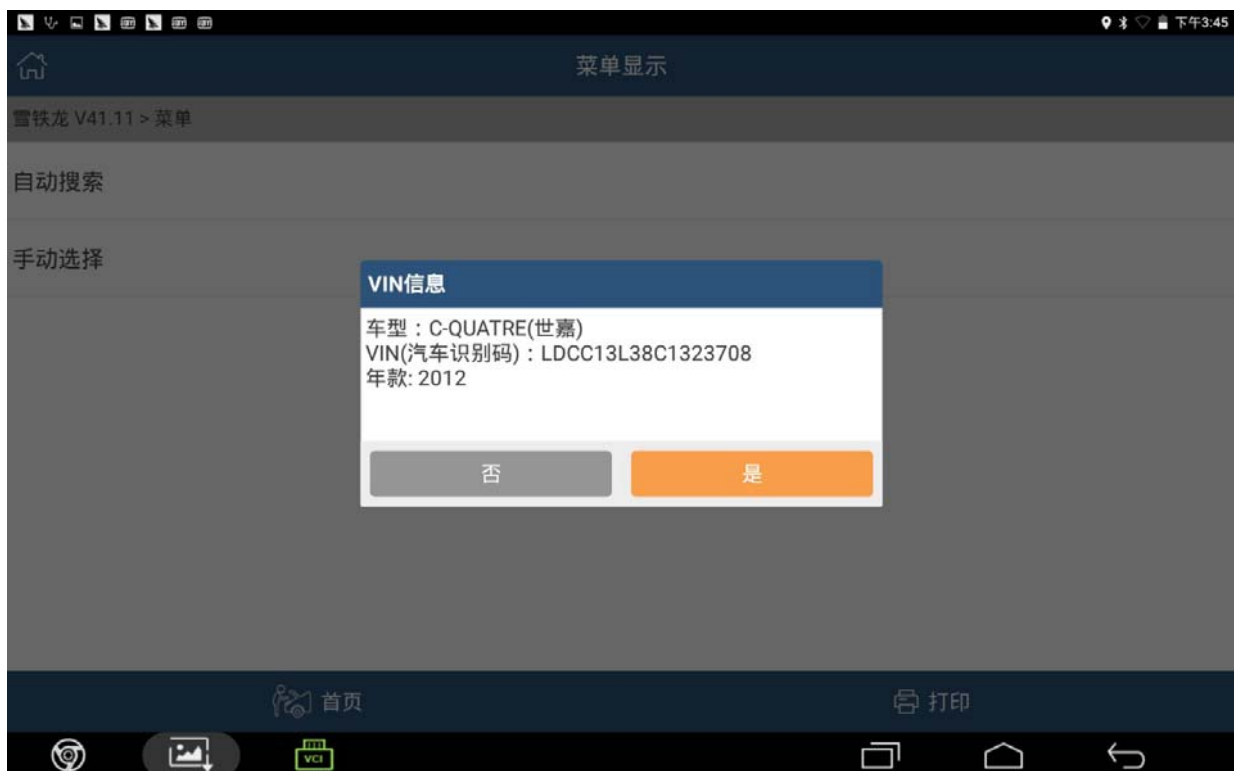 下午3:45
菜单显示
雪铁龙 V41.11 > 菜单
自动搜索
手动选择
VIN信息
车型：C-QUATRE(世嘉)
VIN(汽车识别码)：LDCC13L38C1323708
年款: 2012
否
是
首页
打印
VCI